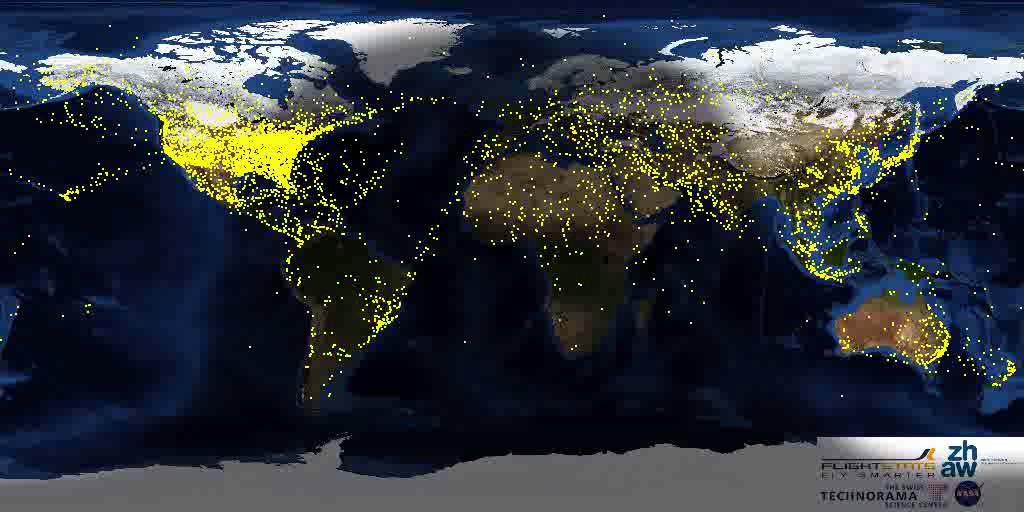 FLIGHTSTATS
FLY SMARTER
zh
aw
THE SWISS
TECHNORAMA
SCIENCE CENTER
NASA